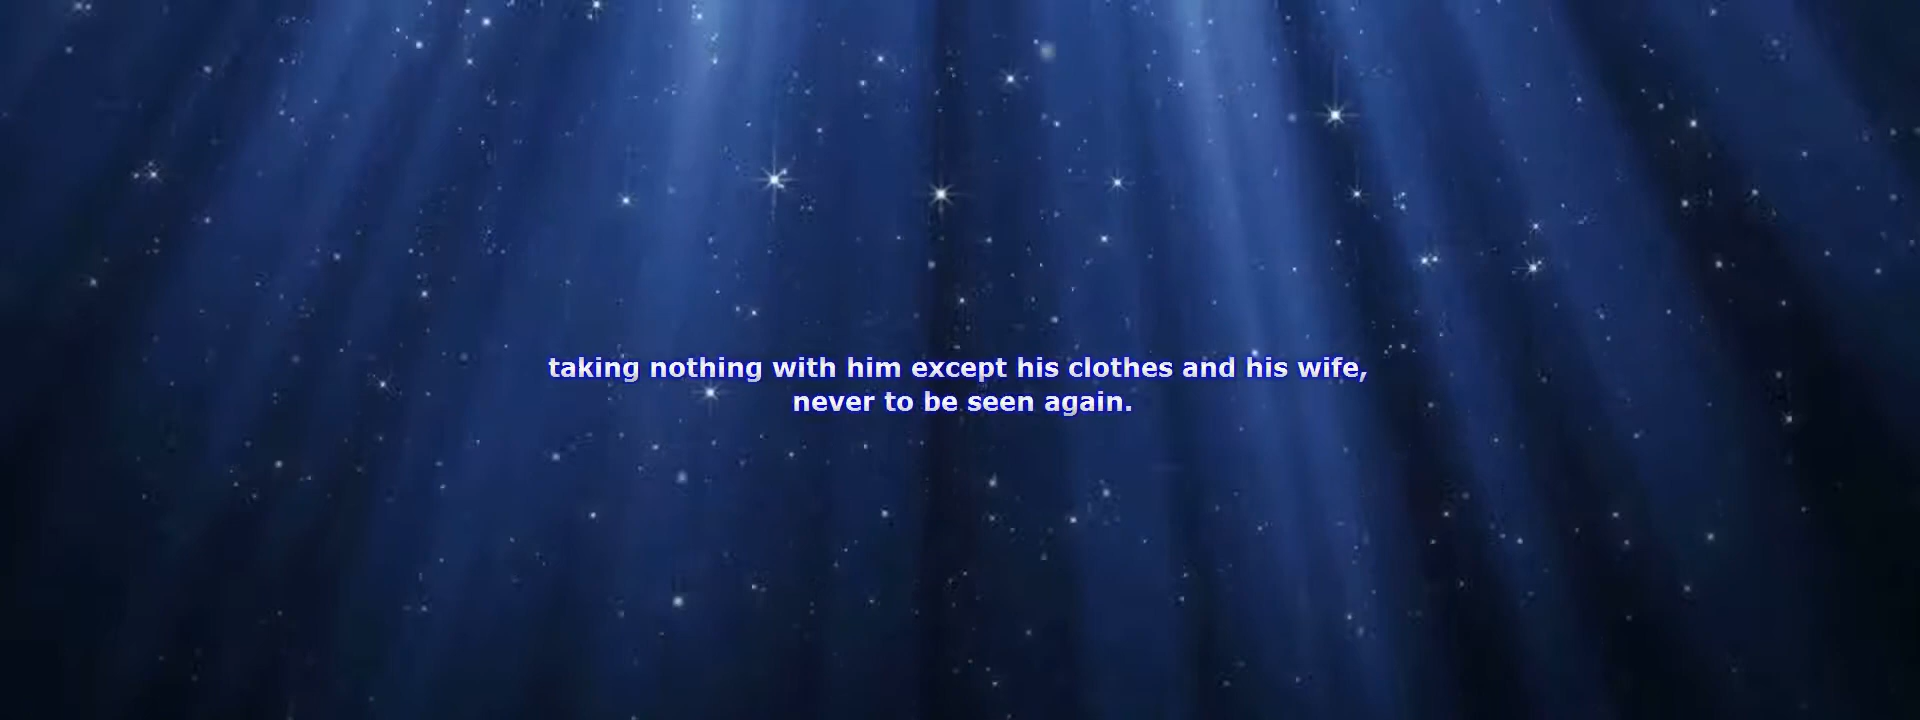 taking nothing with him except his clothes and his wife,
never to be seen again.